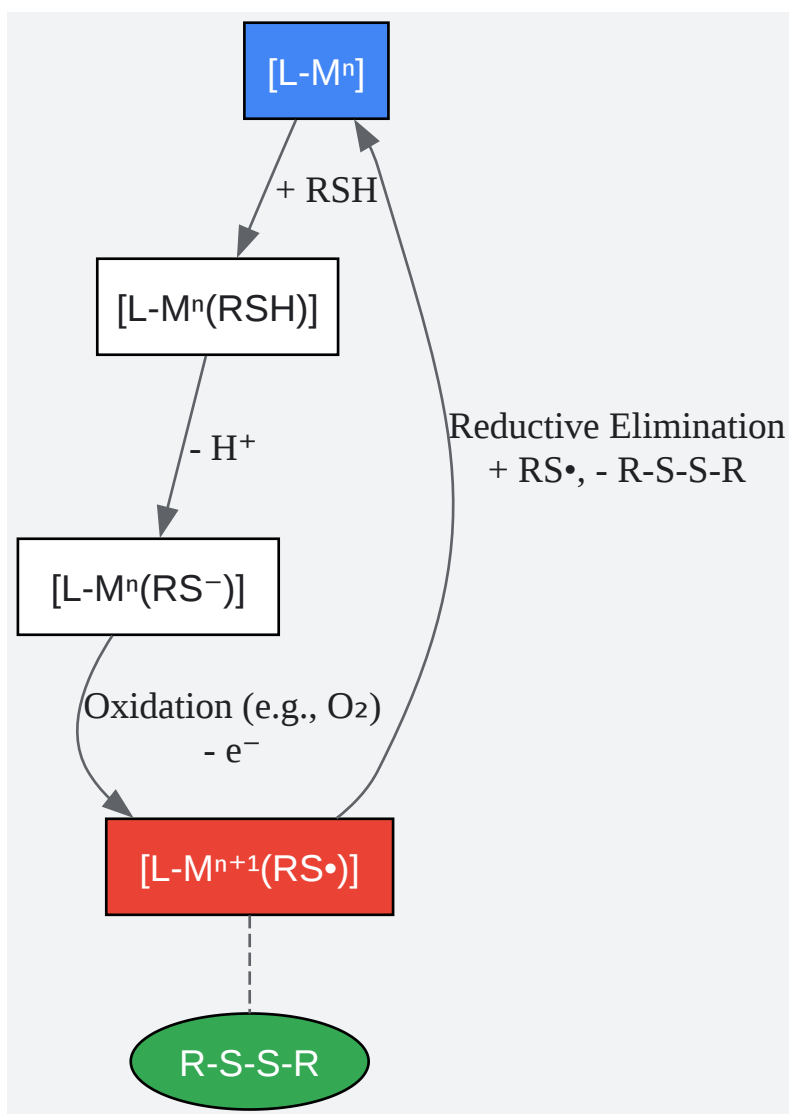 [L-Mⁿ]
+ RSH
[L-Mⁿ(RSH)]
- H⁺
[L-Mⁿ(RS⁻)]
Reductive Elimination
+ RS•, - R-S-S-R
Oxidation (e.g., O₂)
- e⁻
[L-Mⁿ⁺¹(RS•)]
R-S-S-R